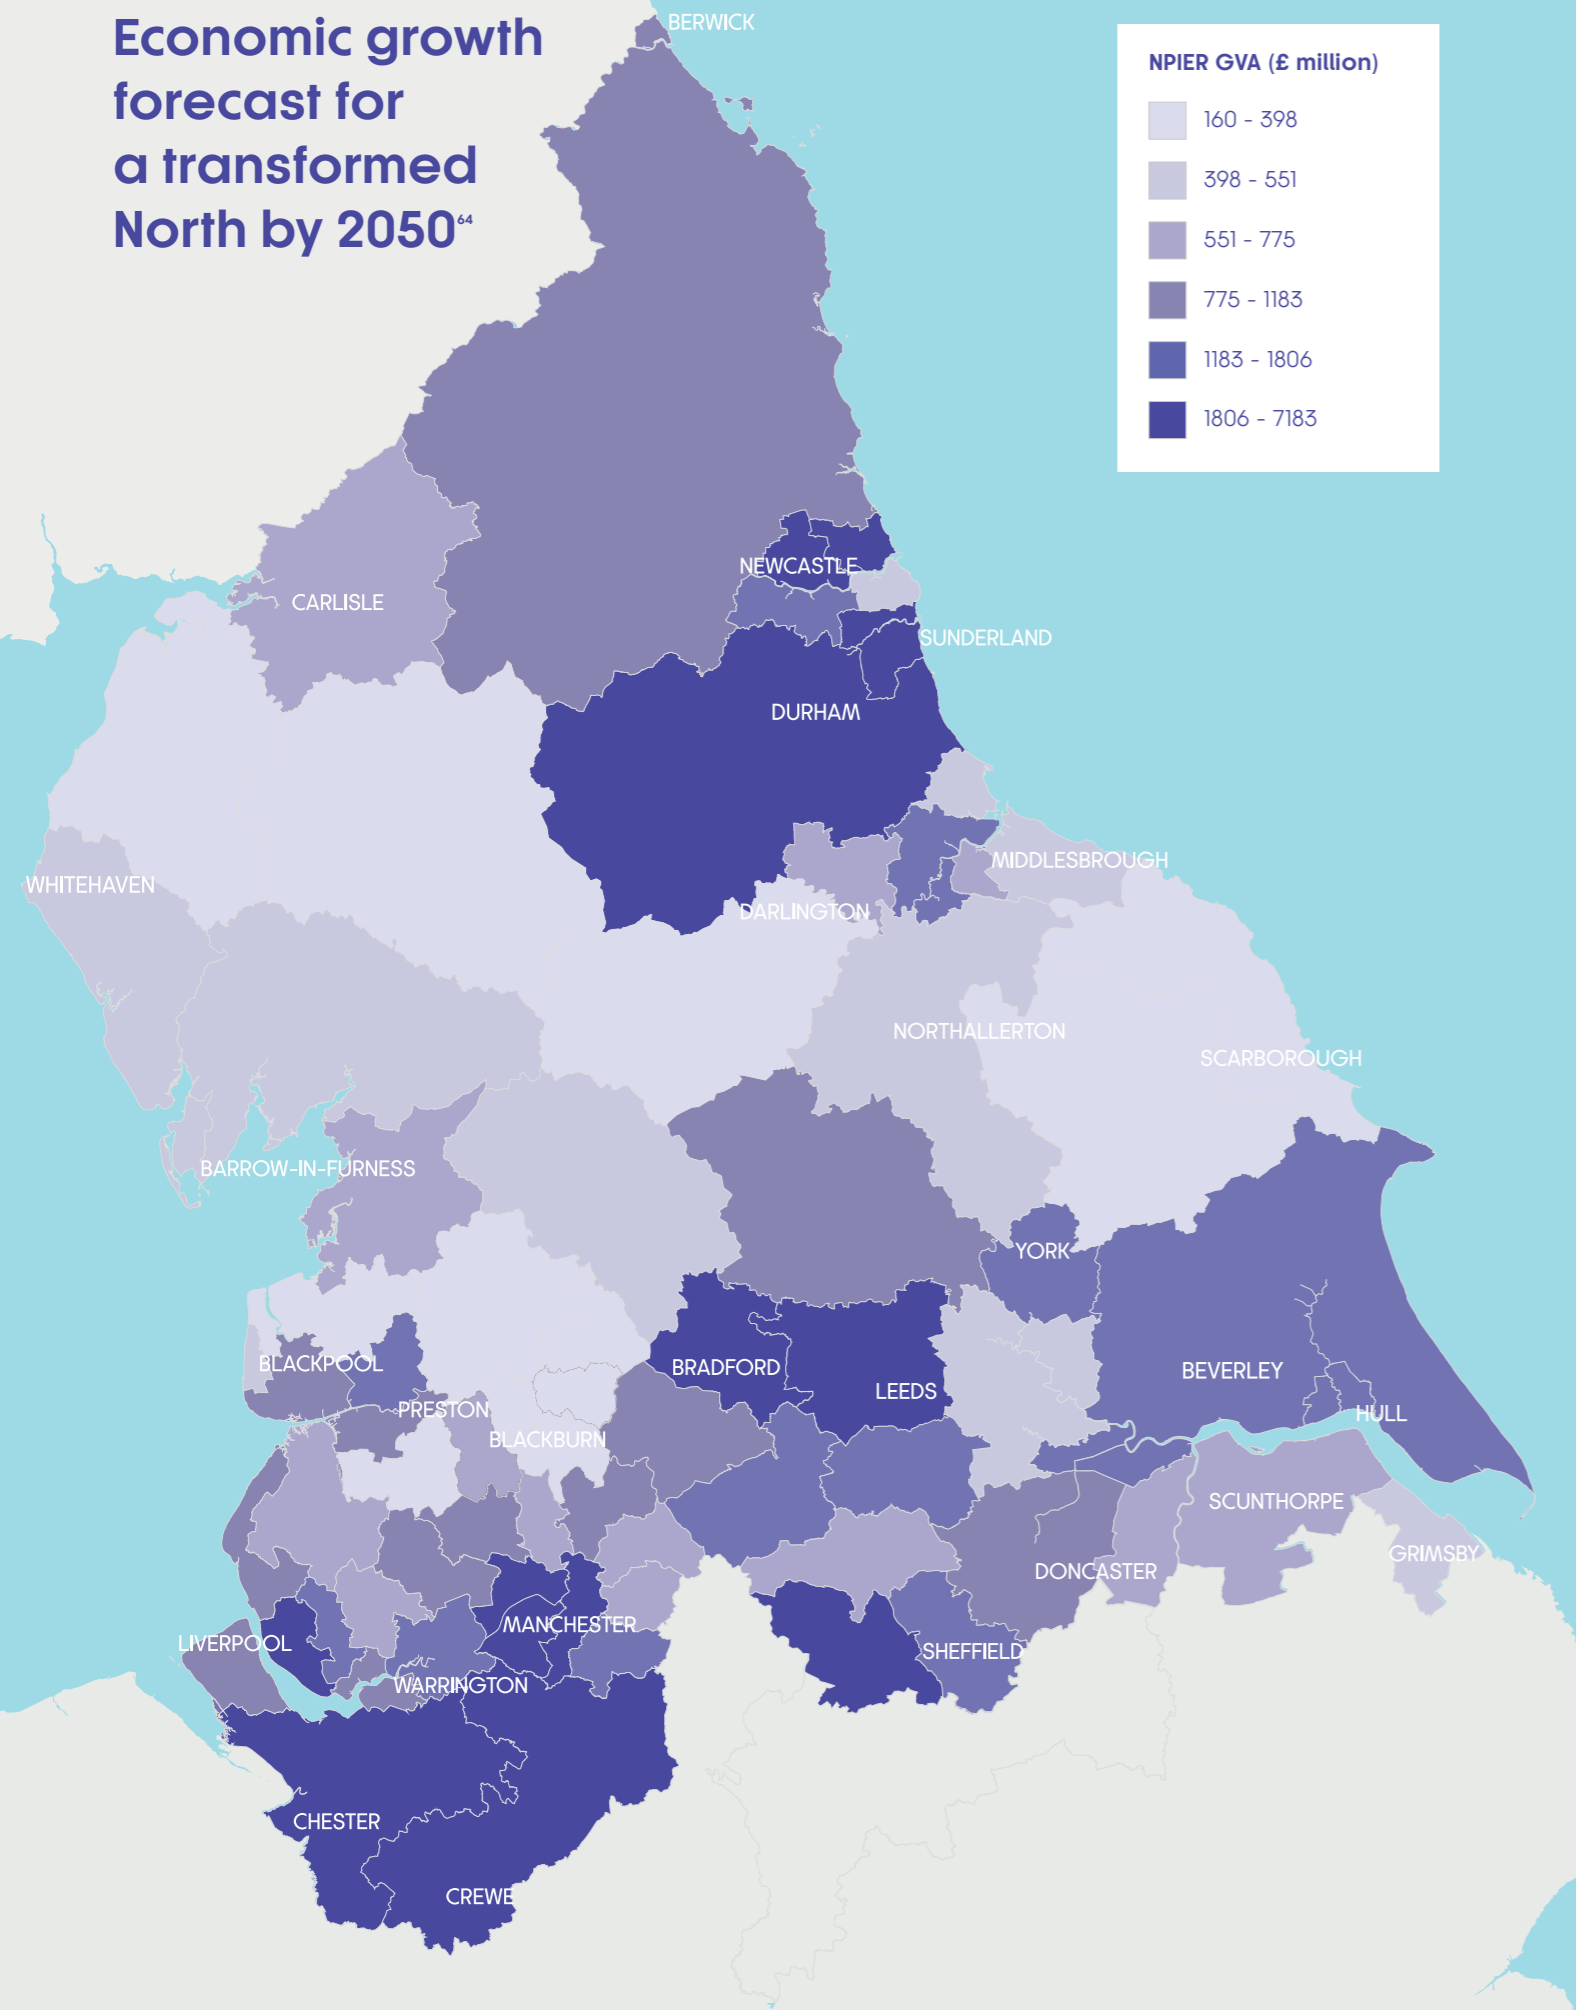 Economic growth
forecast for
a transformed
North by 2050⁶⁴
BERWICK
NPIER GVA (£ million)
160 - 398
398 - 551
551 - 775
775 - 1183
1183 - 1806
1806 - 7183
NEWCASTLE
CARLISLE
SUNDERLAND
DURHAM
MIDDLESBROUGH
WHITEHAVEN
DARLINGTON
NORTHALLERTON
SCARBOROUGH
BARROW-IN-FURNESS
YORK
BLACKPOOL
BRADFORD
BEVERLEY
LEEDS
PRESTON
HULL
BLACKBURN
SCUNTHORPE
GRIMSBY
DONCASTER
MANCHESTER
LIVERPOOL
SHEFFIELD
WARRINGTON
CHESTER
CREWE